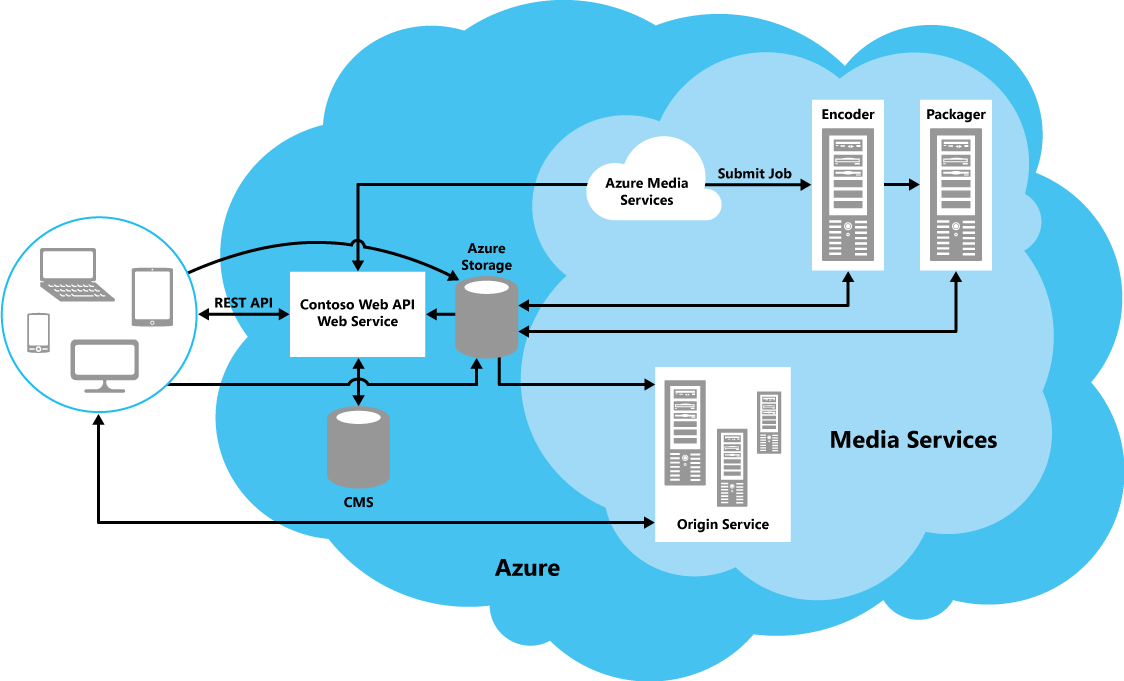 Encoder
Packager
Submit Job
Azure Media
Services
Azure
Storage
REST API
Contoso Web API
Web Service
Media Services
CMS
Origin Service
Azure